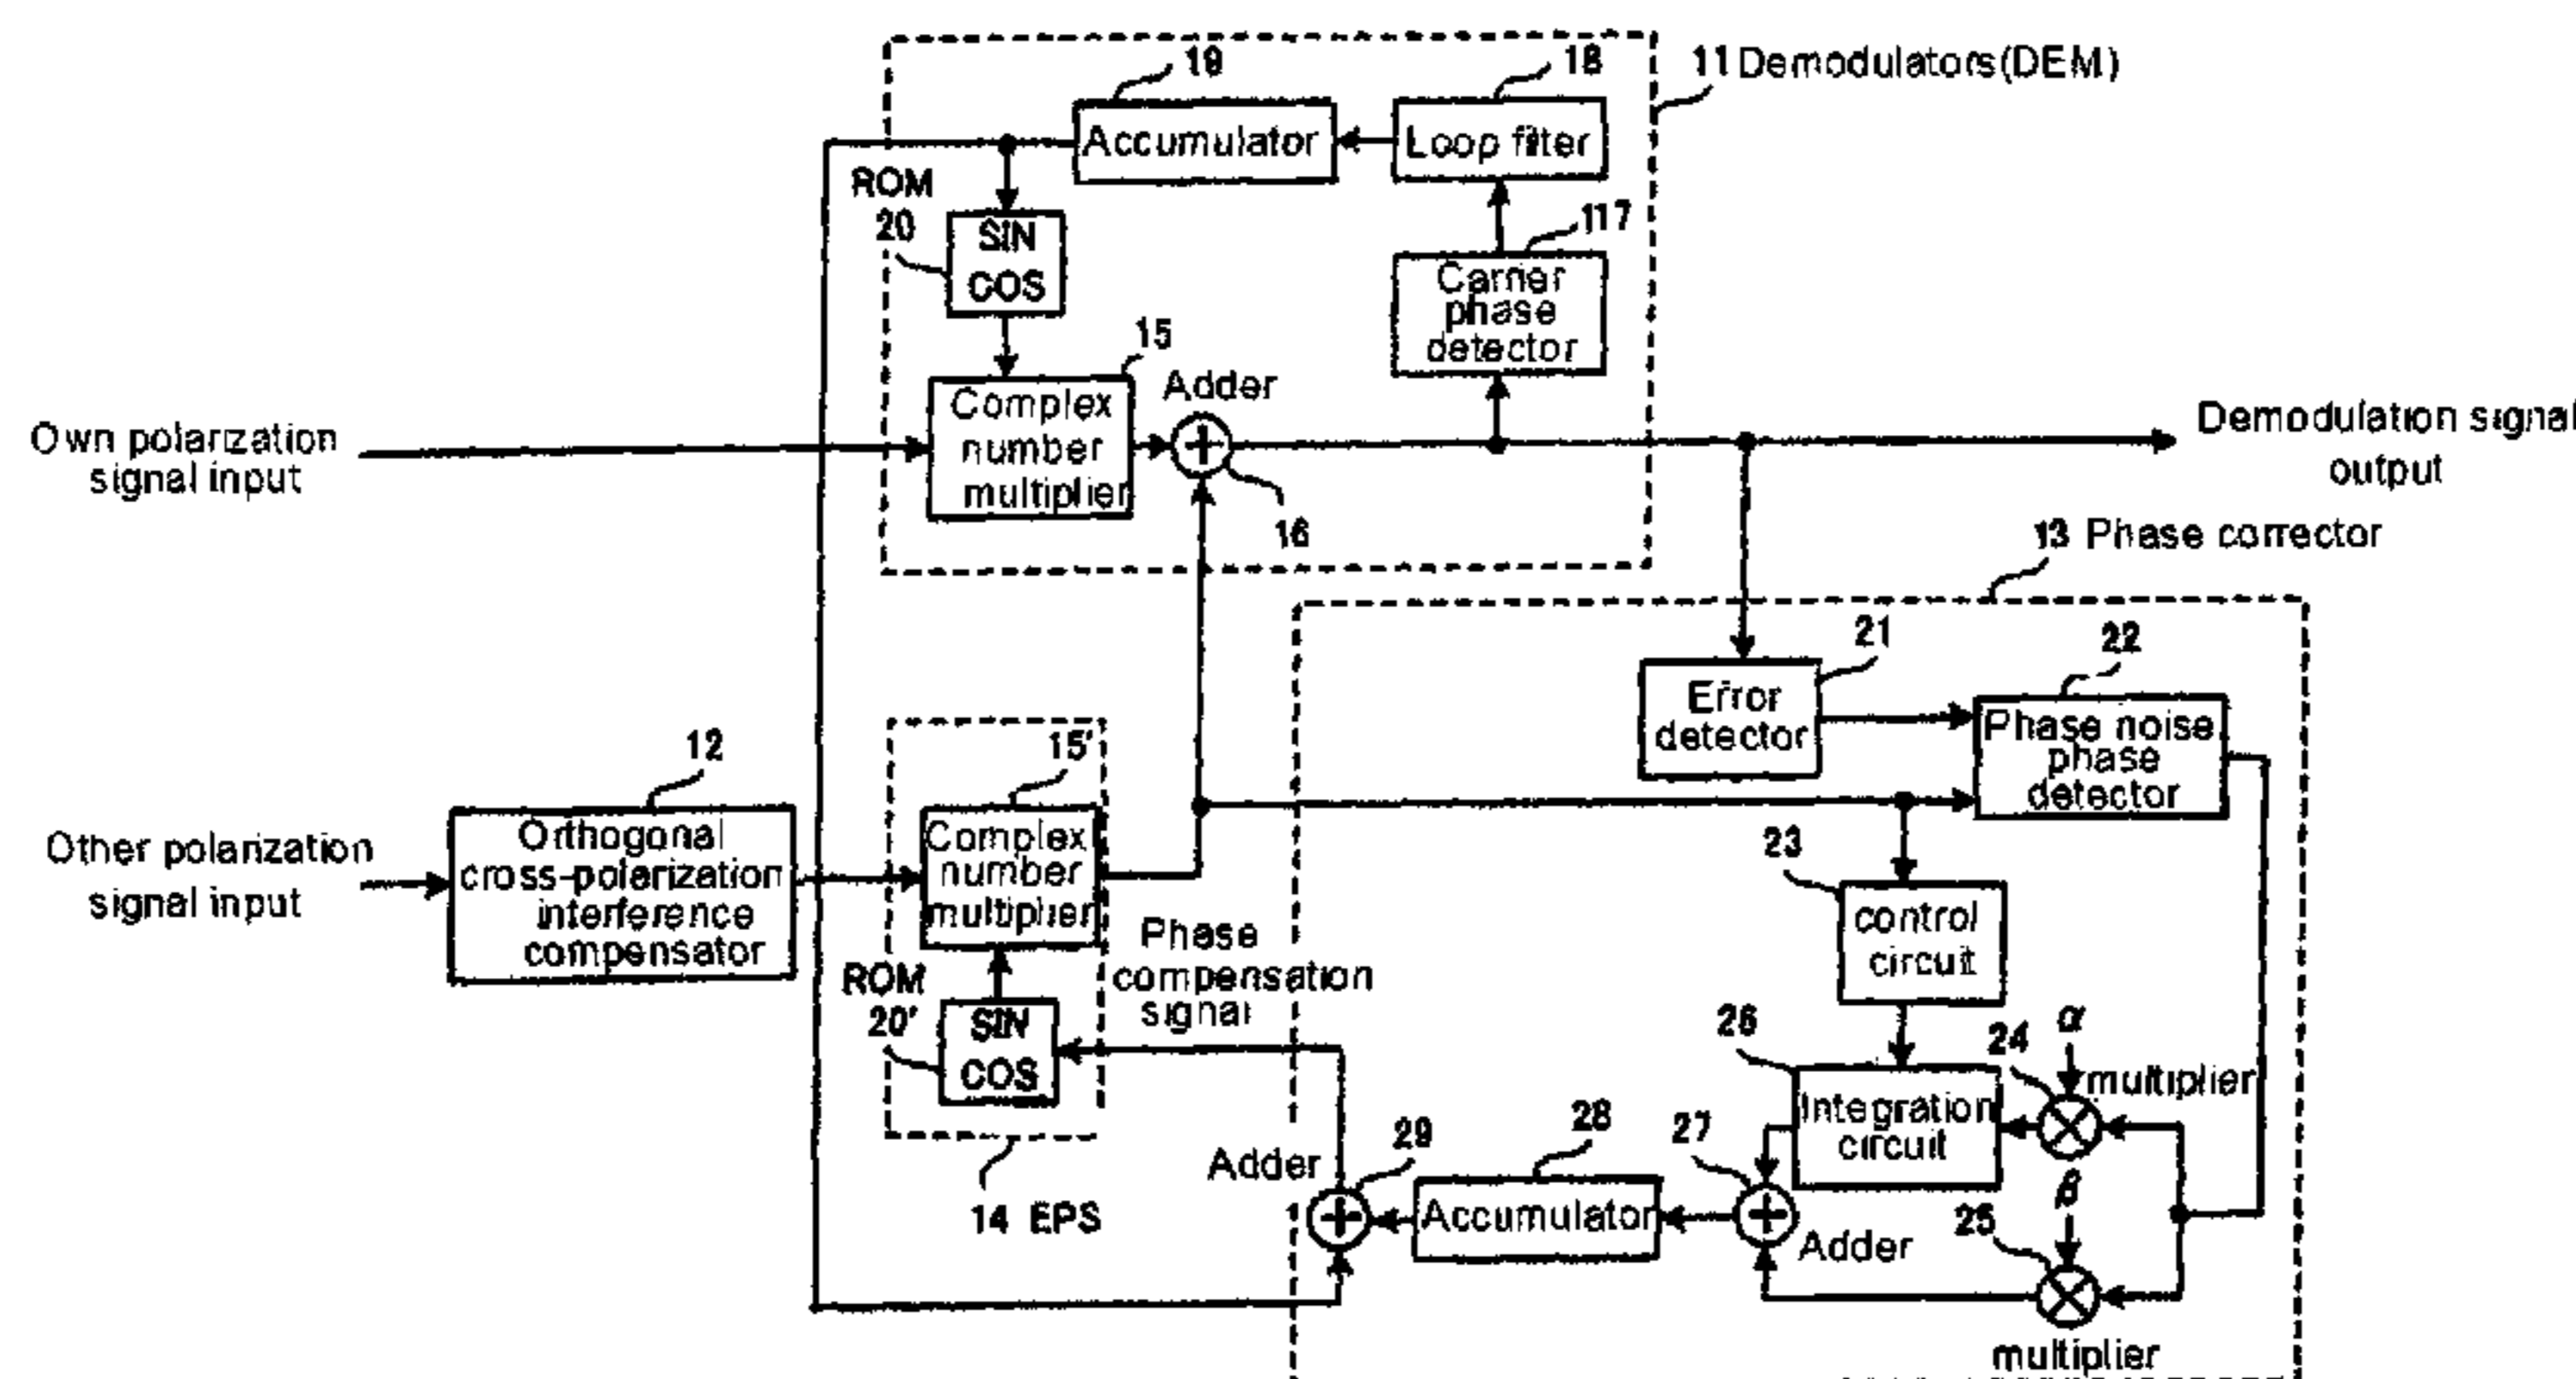 19
18
11 Demodulators(DEM)
Accumulator
Loop filter
ROM
20
SIN
COS
117
Carrier
phase
detector
15
Adder
Complex
number
multiplier
Own polarization
signal input
16
Demodulation signal
output
13 Phase corrector
21
22
Error
detector
Phase noise
phase
detector
12
15'
Other polarization
signal input
Orthogonal
cross-polarization
interference
compensator
Complex
number
multiplier
23
control
circuit
Phase
compensation
signal
ROM
20'
SIN
COS
26
24
α
multiplier
Integration
circuit
14 EPS
Adder
29
28
27
Accumulator
Adder
β
25
multiplier